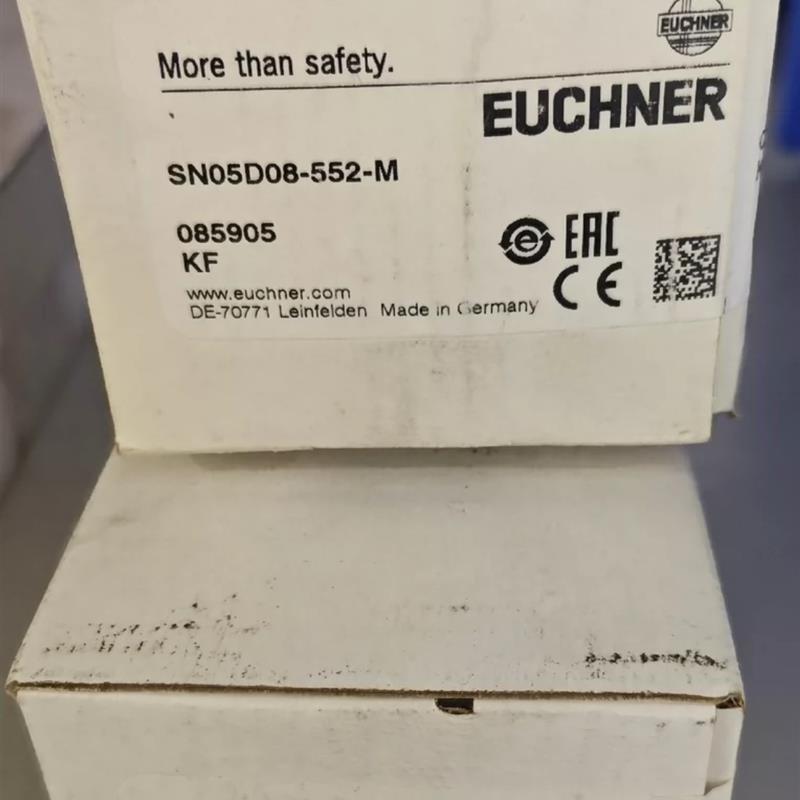 EUCHNER
More than safety.
EUCHNER
SN05D08-552-M
085905
KF
e EAC
CE
www.euchner.com
DE-70771 Leinfelden Made in Germany